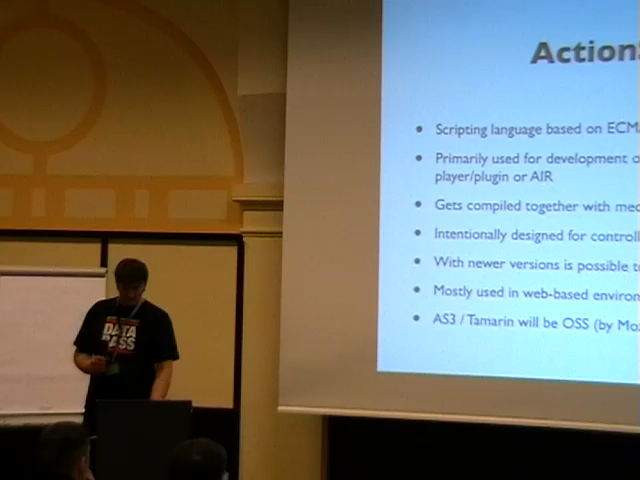 Action
Scripting language based on ECM
Primarily used for development o
player/plugin or AIR
Gets compiled together with med
Intentionally designed for controll
With newer versions is possible t
Mostly used in web-based environ
AS3 / Tamarin will be OSS (by Moz
DATA